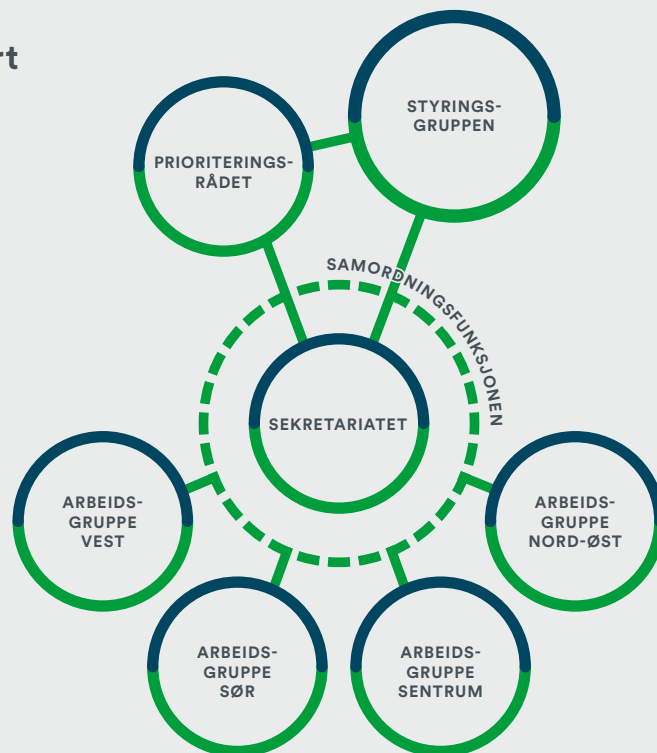 rt
STYRINGS-
GRUPPEN
PRIORITERINGS-
RÅDET
SAMORDNINGSFUNKSJONEN
SEKRETARIATET
ARBEIDS-
GRUPPE
VEST
ARBEIDS-
GRUPPE
NORD-ØST
ARBEIDS-
GRUPPE
SØR
ARBEIDS-
GRUPPE
SENTRUM